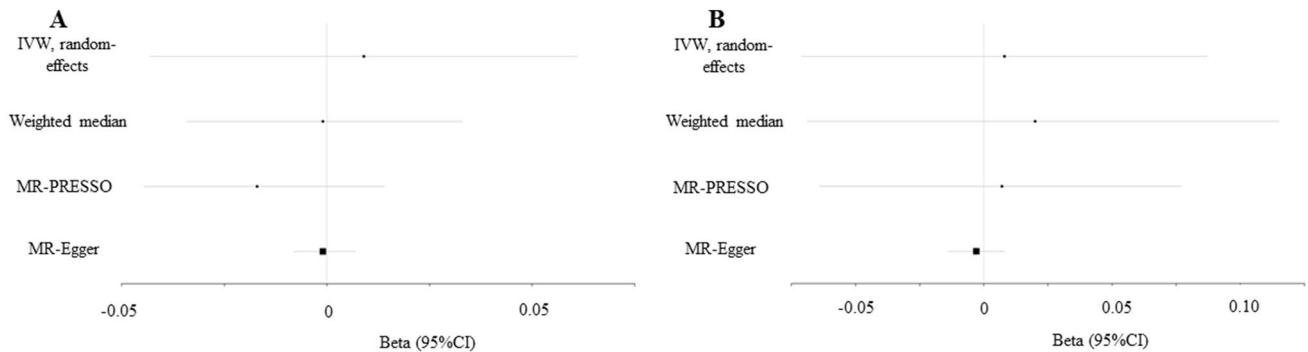 A
IVW, random-
effects
Weighted median
MR-PRESSO
MR-Egger
-0.05
0
0.05
Beta (95%CI)
B
IVW, random-
effects
Weighted median
MR-PRESSO
MR-Egger
-0.05
0
0.05
0.10
Beta (95%CI)